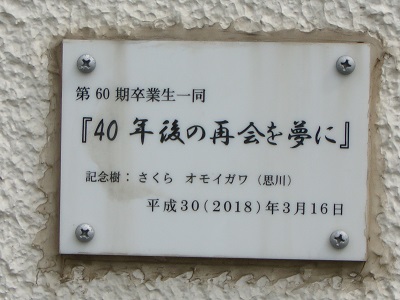 第60期卒業生一同
『40年後の再会を夢に』
記念樹：さくら オモイガワ（思川）
平成30（2018）年3月16日